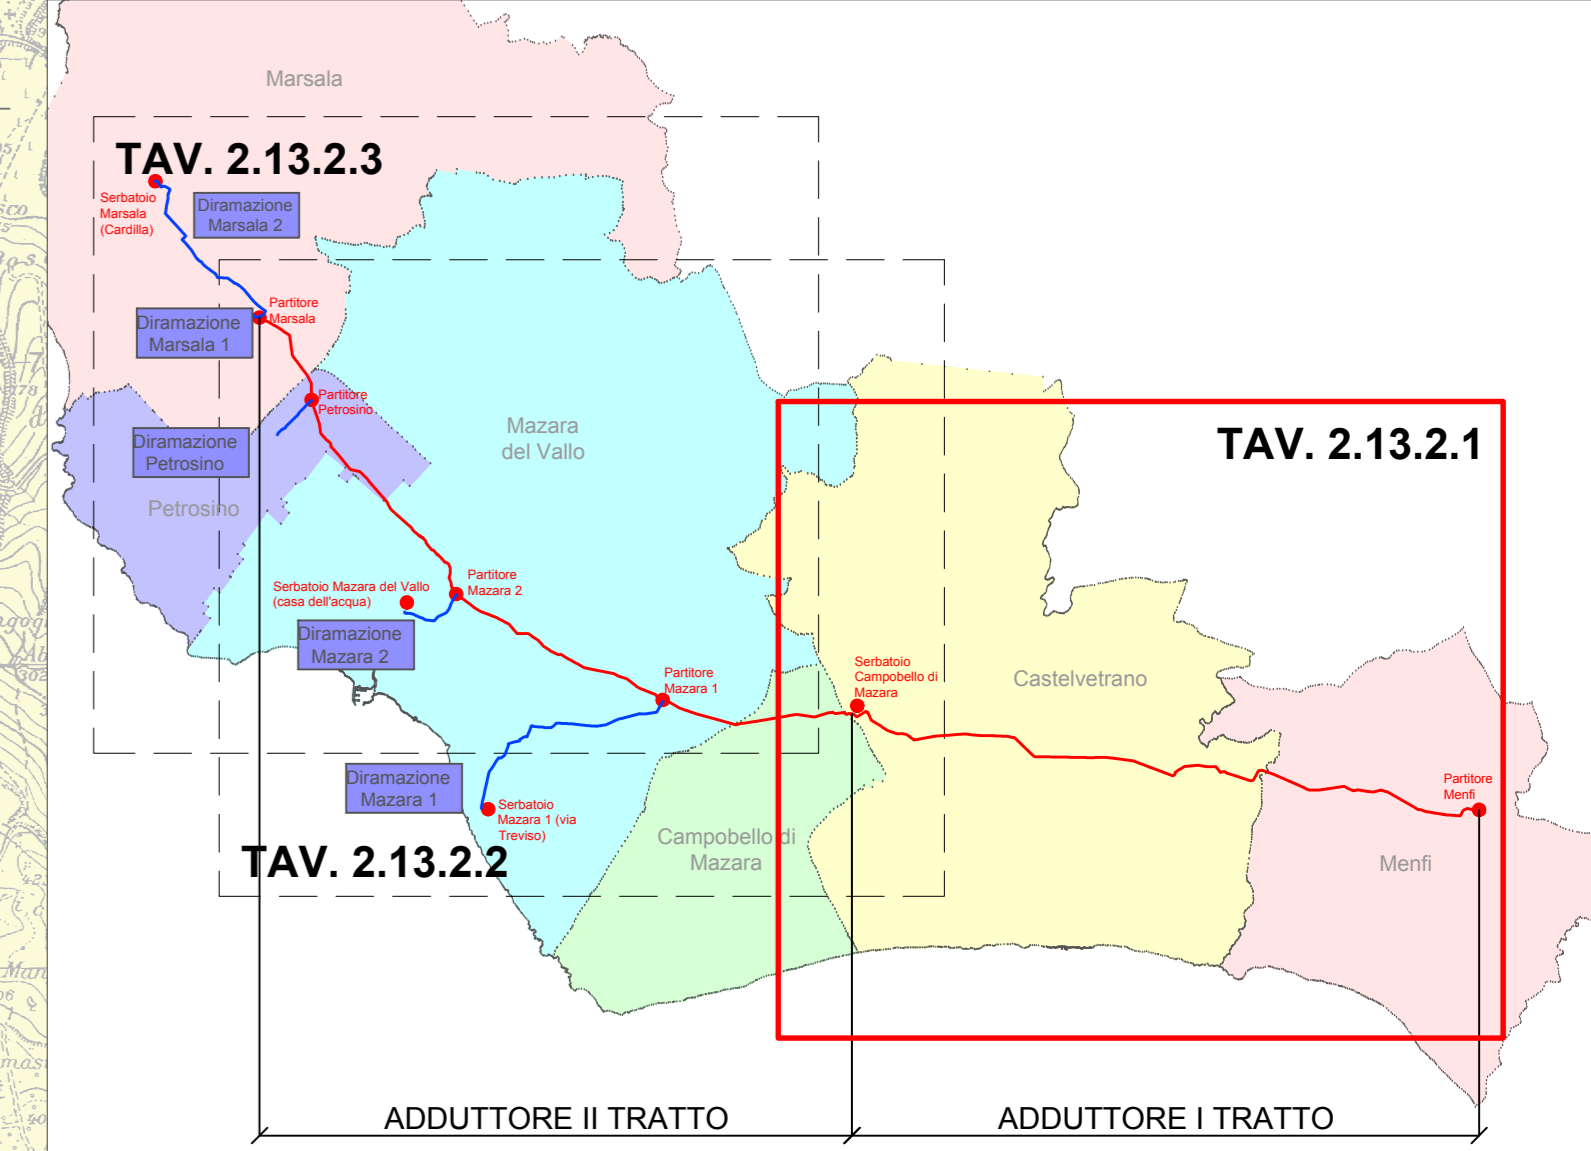 Marsala
TAV. 2.13.2.3
Serbatoio
Marsala
(Cardilla)
Diramazione
Marsala 2
Partitore
Marsala
Diramazione
Marsala 1
Partitore
Petrosino
Diramazione
Petrosino
Petrosino
Mazara
del Vallo
TAV. 2.13.2.1
Partitore
Mazara 2
Serbatoio Mazara del Vallo
(casa dell'acqua)
Diramazione
Mazara 2
Partitore
Mazara 1
Serbatoio
Campobello di
Mazara
Castelvetrano
Diramazione
Mazara 1
Serbatoio
Mazara 1 (via
Treviso)
Partitore
Menfi
Campobello di
Mazara
Menfi
TAV. 2.13.2.2
ADDUTTORE II TRATTO
ADDUTTORE I TRATTO
178
302